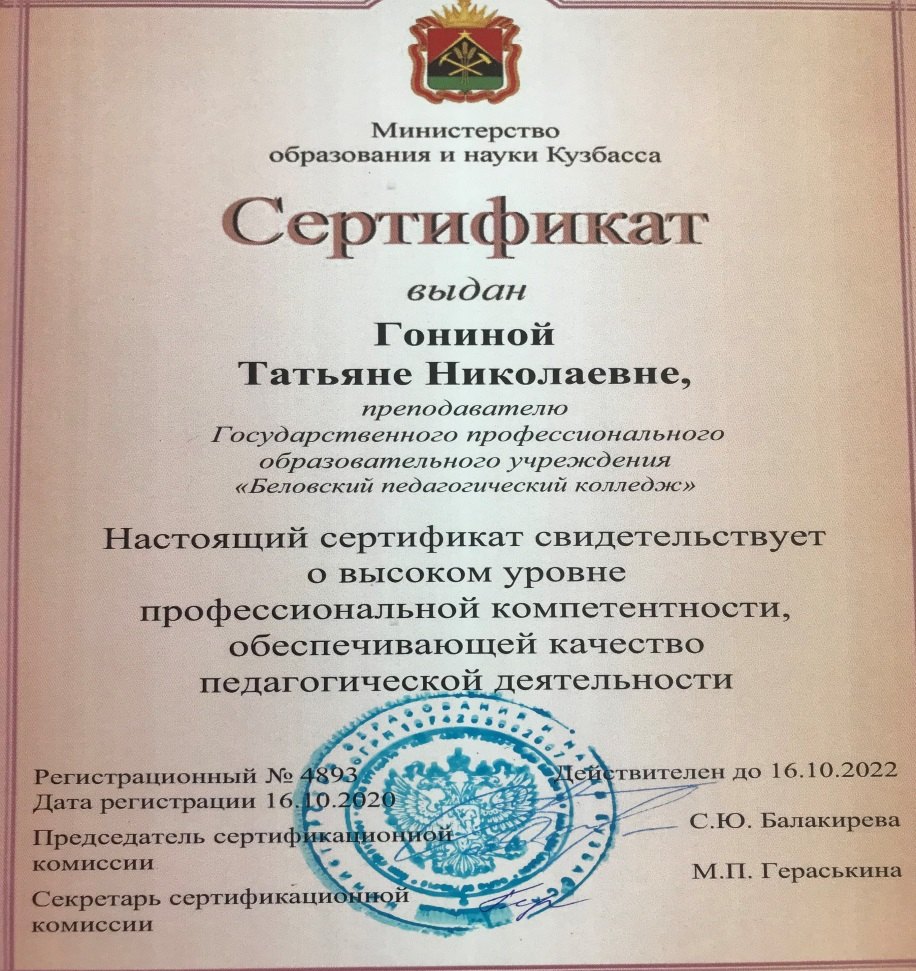 Министерство
образования и науки Кузбасса
Сертификат
выдан
Гониной
Татьяне Николаевне,
преподавателю
Государственного профессионального
образовательного учреждения
«Беловский педагогический колледж»
Настоящий сертификат свидетельствует
о высоком уровне
профессиональной компетентности,
обеспечивающей качество
педагогической деятельности
Регистрационный № 4893
Действителен до 16.10.2022
Дата регистрации 16.10.2020
Председатель сертификационной
комиссии
С.Ю. Балакирева
М.П. Гераськина
Секретарь сертификационной
комиссии